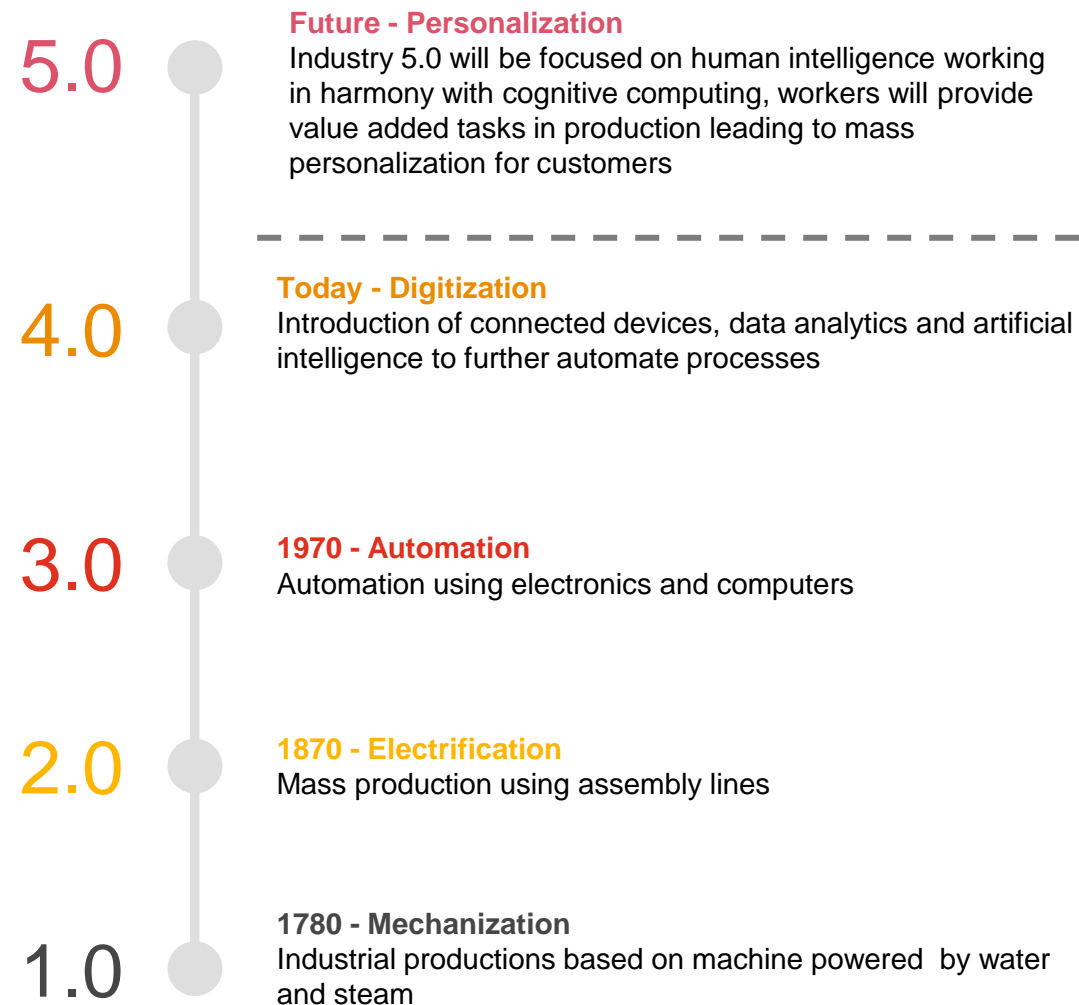 5.0
Future - Personalization
Industry 5.0 will be focused on human intelligence working
in harmony with cognitive computing, workers will provide
value added tasks in production leading to mass
personalization for customers
4.0
Today - Digitization
Introduction of connected devices, data analytics and artificial
intelligence to further automate processes
3.0
1970 - Automation
Automation using electronics and computers
2.0
1870 - Electrification
Mass production using assembly lines
1.0
1780 - Mechanization
Industrial productions based on machine powered  by water
and steam